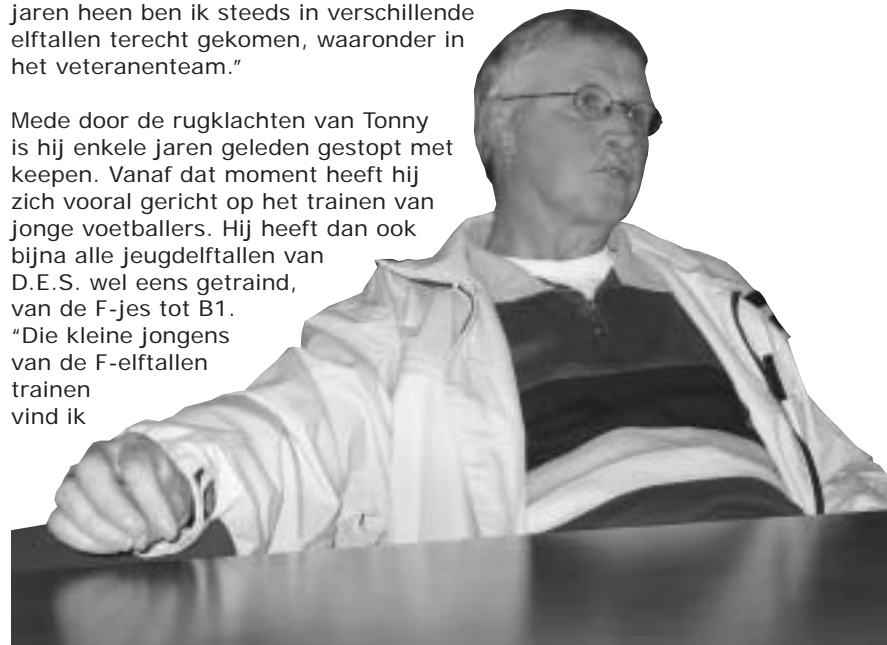 jaren heen ben ik steeds in verschillende
elftallen terecht gekomen, waaronder in
het veteranenteam.”

Mede door de rugklachten van Tonny
is hij enkele jaren geleden gestopt met
keepen. Vanaf dat moment heeft hij
zich vooral gericht op het trainen van
jonge voetballers. Hij heeft dan ook
bijna alle jeugdelftallen van
D.E.S. wel eens getraind,
van de F-jes tot B1.
“Die kleine jongens
van de F-elftallen
trainen
vind ik